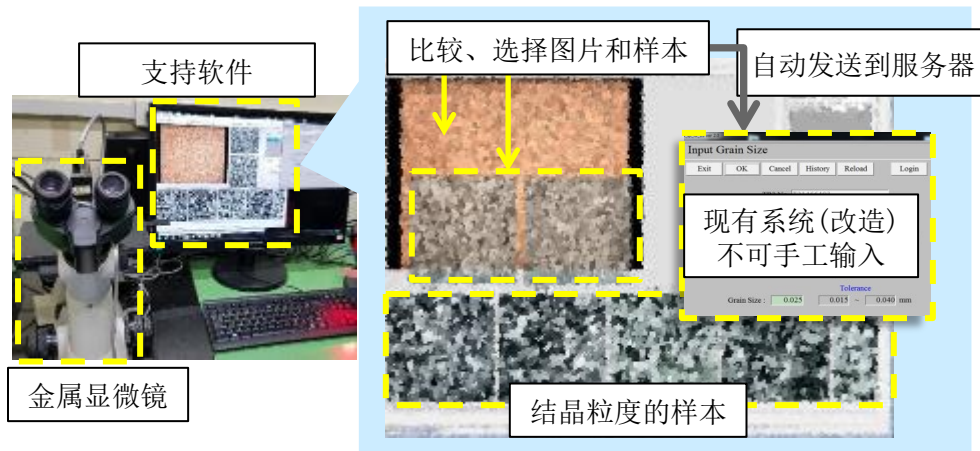 支持软件
比较、选择图片和样本
自动发送到服务器
Input Grain Size
Exit OK Cancel History Reload Login
现有系统(改造)
不可手工输入
Tolerance
Grain Size : 0.025 0.015 ~ 0.040 mm
金属显微镜
结晶粒度的样本